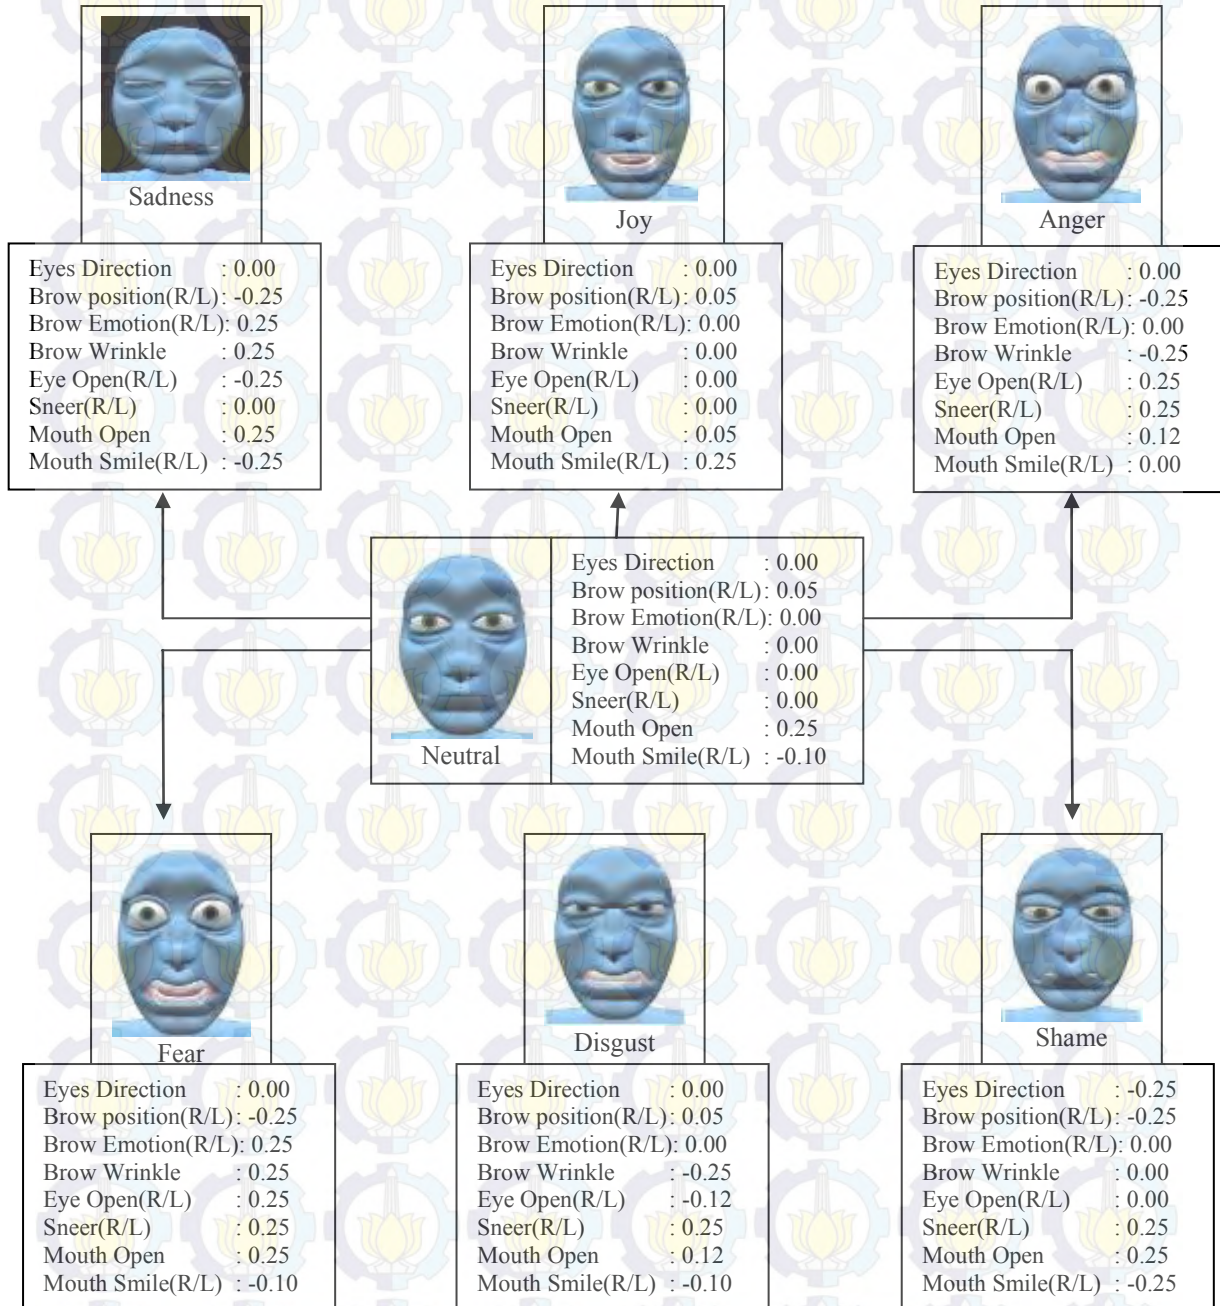 Sadness
Eyes Direction : 0.00
Brow position(R/L): -0.25
Brow Emotion(R/L): 0.25
Brow Wrinkle : 0.25
Eye Open(R/L) : -0.25
Sneer(R/L) : 0.00
Mouth Open : 0.25
Mouth Smile(R/L) : -0.25
Joy
Eyes Direction : 0.00
Brow position(R/L): 0.05
Brow Emotion(R/L): 0.00
Brow Wrinkle : 0.00
Eye Open(R/L) : 0.00
Sneer(R/L) : 0.00
Mouth Open : 0.05
Mouth Smile(R/L) : 0.25
Anger
Eyes Direction : 0.00
Brow position(R/L): -0.25
Brow Emotion(R/L): 0.00
Brow Wrinkle : -0.25
Eye Open(R/L) : 0.25
Sneer(R/L) : 0.25
Mouth Open : 0.12
Mouth Smile(R/L) : 0.00
Neutral
Eyes Direction : 0.00
Brow position(R/L): 0.05
Brow Emotion(R/L): 0.00
Brow Wrinkle : 0.00
Eye Open(R/L) : 0.00
Sneer(R/L) : 0.00
Mouth Open : 0.25
Mouth Smile(R/L) : -0.10
Fear
Eyes Direction : 0.00
Brow position(R/L): -0.25
Brow Emotion(R/L): 0.25
Brow Wrinkle : 0.25
Eye Open(R/L) : 0.25
Sneer(R/L) : 0.25
Mouth Open : 0.25
Mouth Smile(R/L) : -0.10
Disgust
Eyes Direction : 0.00
Brow position(R/L): 0.05
Brow Emotion(R/L): 0.00
Brow Wrinkle : -0.25
Eye Open(R/L) : -0.12
Sneer(R/L) : 0.25
Mouth Open : 0.12
Mouth Smile(R/L) : -0.10
Shame
Eyes Direction : -0.25
Brow position(R/L): -0.25
Brow Emotion(R/L): 0.00
Brow Wrinkle : 0.00
Eye Open(R/L) : 0.00
Sneer(R/L) : 0.25
Mouth Open : 0.25
Mouth Smile(R/L) : -0.25